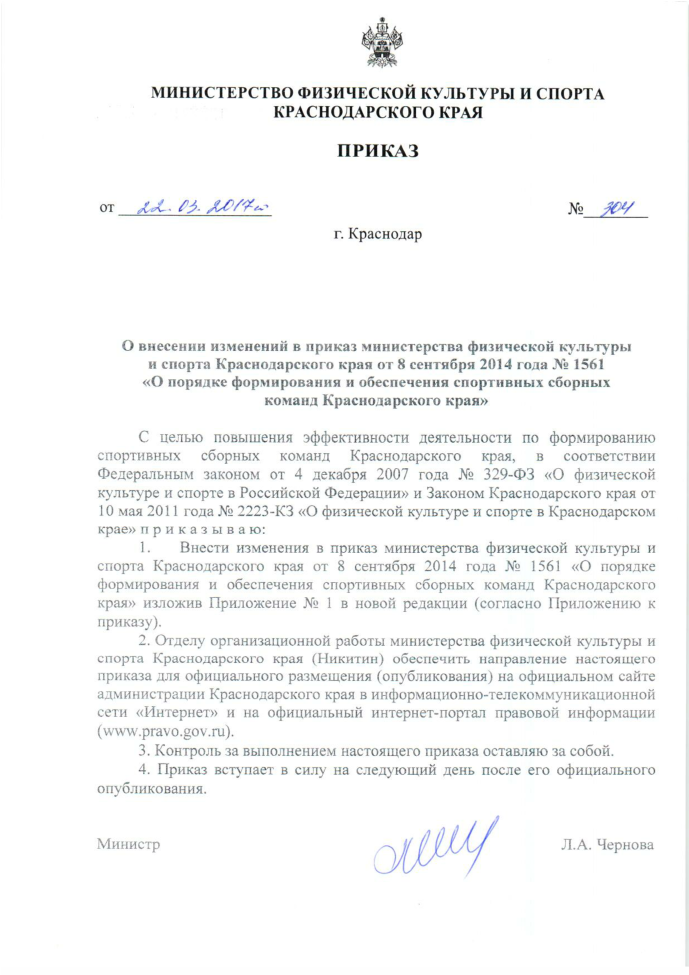 МИНИСТЕРСТВО ФИЗИЧЕСКОЙ КУЛЬТУРЫ И СПОРТА
КРАСНОДАРСКОГО КРАЯ
ПРИКАЗ
от 22.03.2017г № 304
г. Краснодар
О внесении изменений в приказ министерства физической культуры
и спорта Краснодарского края от 8 сентября 2014 года № 1561
«О порядке формирования и обеспечения спортивных сборных
команд Краснодарского края»
С целью повышения эффективности деятельности по формированию
спортивных сборных команд Краснодарского края, в соответствии
Федеральным законом от 4 декабря 2007 года № 329-ФЗ «О физической
культуре и спорте в Российской Федерации» и Законом Краснодарского края от
10 мая 2011 года № 2223-КЗ «О физической культуре и спорте в Краснодарском
крае» п р и к а з ы в а ю:
1. Внести изменения в приказ министерства физической культуры и
спорта Краснодарского края от 8 сентября 2014 года № 1561 «О порядке
формирования и обеспечения спортивных сборных команд Краснодарского
края» изложив Приложение № 1 в новой редакции (согласно Приложению к
приказу).
2. Отделу организационной работы министерства физической культуры и
спорта Краснодарского края (Никитин) обеспечить направление настоящего
приказа для официального размещения (опубликования) на официальном сайте
администрации Краснодарского края в информационно-телекоммуникационной
сети «Интернет» и на официальный интернет-портал правовой информации
(www.pravo.gov.ru).
3. Контроль за выполнением настоящего приказа оставляю за собой.
4. Приказ вступает в силу на следующий день после его официального
опубликования.
Министр Л.А. Чернова